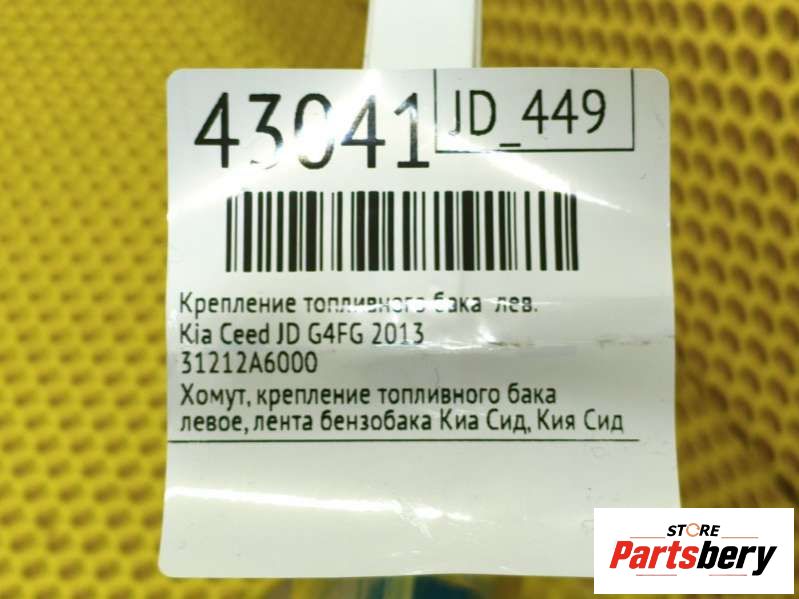 43041
JD_449
Крепление топливного бака лев.
Kia Ceed JD G4FG 2013
31212A6000
Хомут, крепление топливного бака
левое, лента бензобака Киа Сид, Кия Сид
STORE
Partsbery